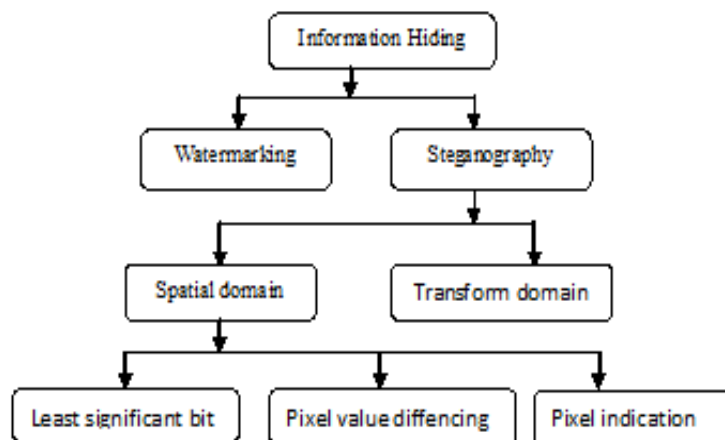 Information Hiding
Watermarking
Steganography
Spatial domain
Transform domain
Least significant bit
Pixel value diffencing
Pixel indication